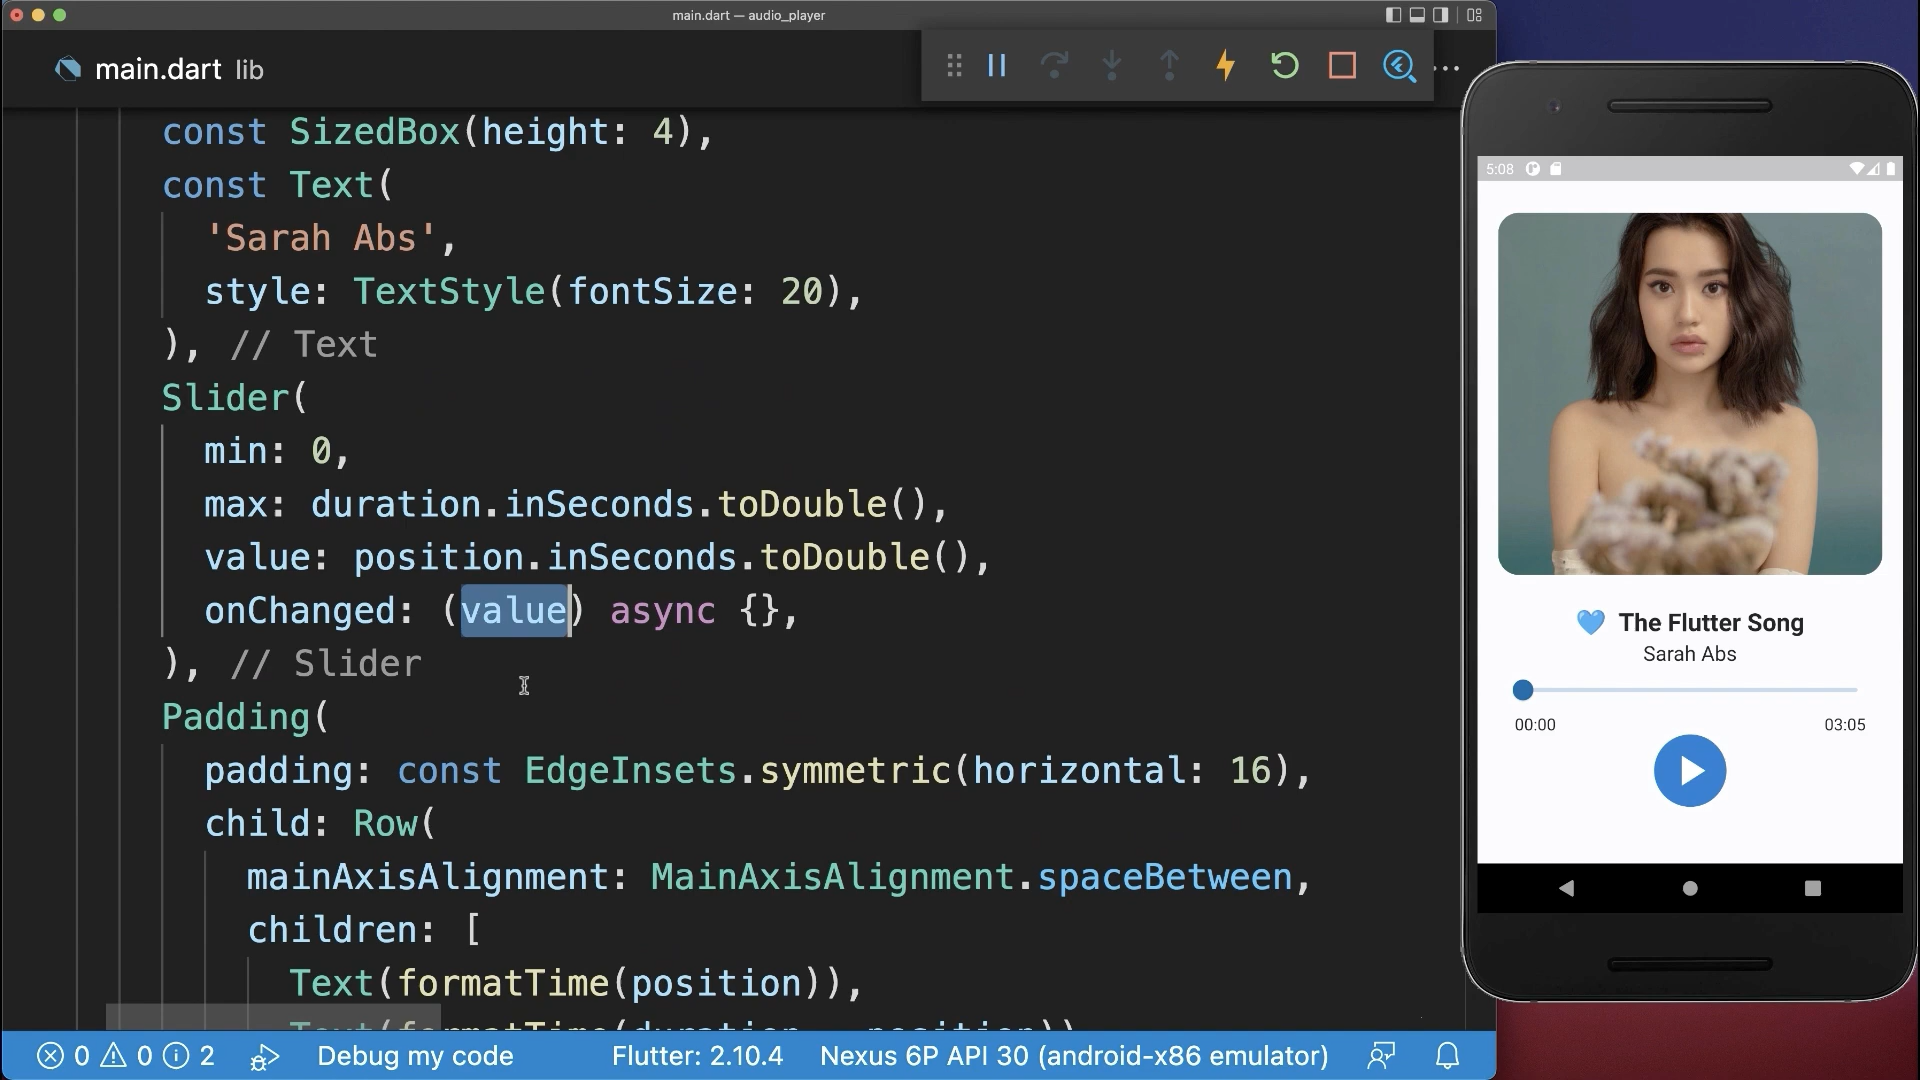 main.dart — audio_player
main.dart lib
const SizedBox(height: 4),
const Text(
'Sarah Abs',
style: TextStyle(fontSize: 20),
), // Text
Slider(
min: 0,
max: duration.inSeconds.toDouble(),
value: position.inSeconds.toDouble(),
onChanged: (value) async {},
), // Slider
Padding(
padding: const EdgeInsets.symmetric(horizontal: 16),
child: Row(
mainAxisAlignment: MainAxisAlignment.spaceBetween,
children: [
Text(formatTime(position)),
Text(formatTime(duration - position)),
0 0 2 Debug my code Flutter: 2.10.4 Nexus 6P API 30 (android-x86 emulator)
5:08
The Flutter Song
Sarah Abs
00:00 03:05